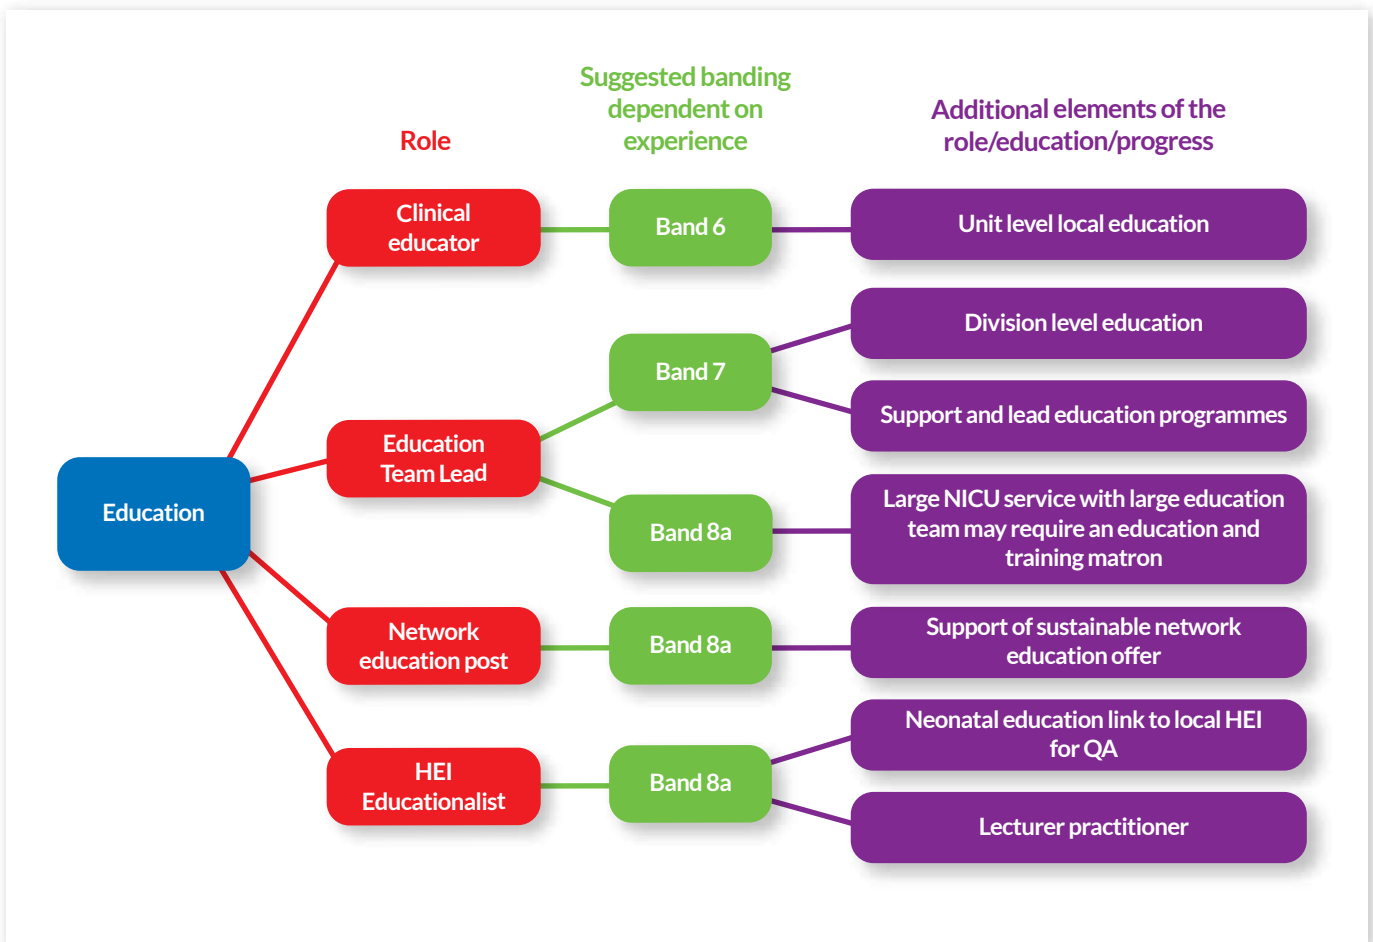 Role
Suggested banding
dependent on
experience
Additional elements of the
role/education/progress
Education
Clinical
educator
Band 6
Unit level local education
Education
Team Lead
Band 7
Division level education
Support and lead education programmes
Band 8a
Large NICU service with large education
team may require an education and
training matron
Network
education post
Band 8a
Support of sustainable network
education offer
HEI
Educationalist
Band 8a
Neonatal education link to local HEI
for QA
Lecturer practitioner